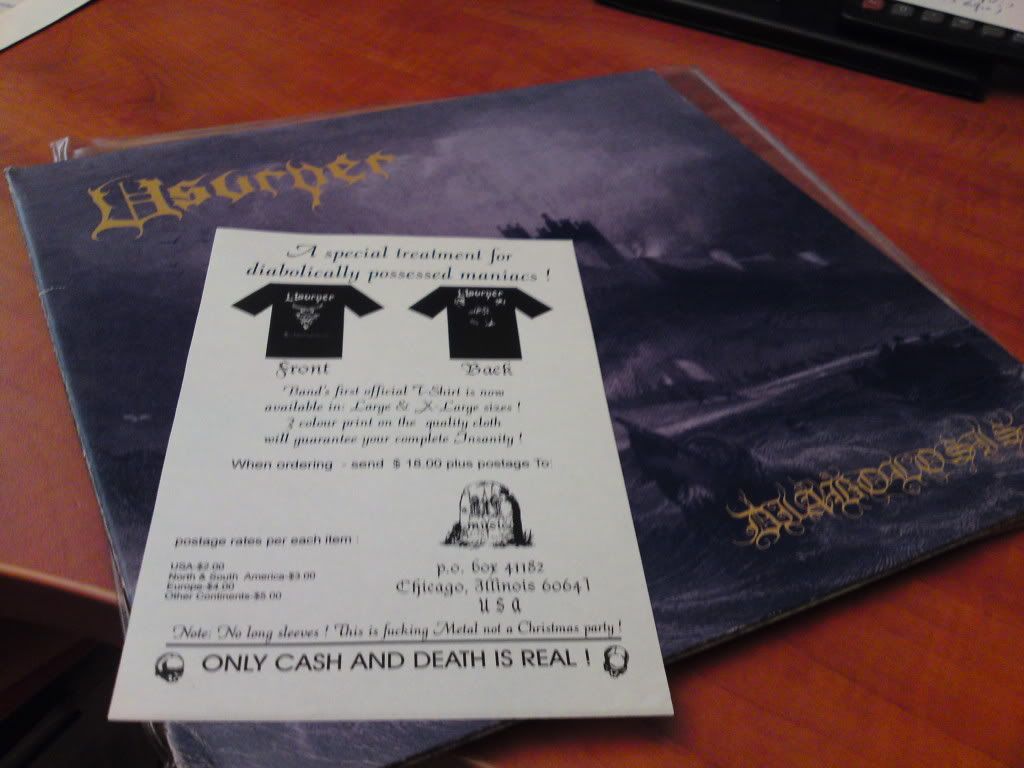 Usurper
A special treatment for
diabolically possessed maniacs !
Usurper
Usurper
Front
Back
Band's first official T-Shirt is now
available in: Large & X-Large sizes !
2 colour print on the quality cloth
will guarantee your complete Insanity !
When ordering - send $ 16.00 plus postage To:
postage rates per each item :
USA-$2.00
North & South America-$3.00
Europe-$4.00
Other Continents-$5.00
p.o. box 41182
Chicago, Illinois 60641
USA
Note: No long sleeves ! This is fucking Metal not a Christmas party !
ONLY CASH AND DEATH IS REAL !
DIABOLOSIS